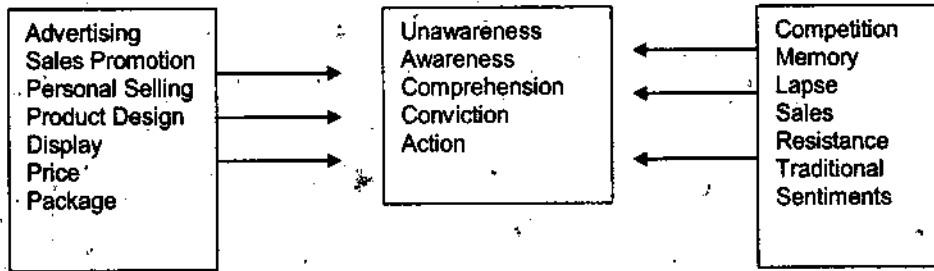 Advertising
Sales Promotion
Personal Selling
Product Design
Display
Price
Package
Unawareness
Awareness
Comprehension
Conviction
Action
Competition
Memory
Lapse
Sales
Resistance
Traditional
Sentiments